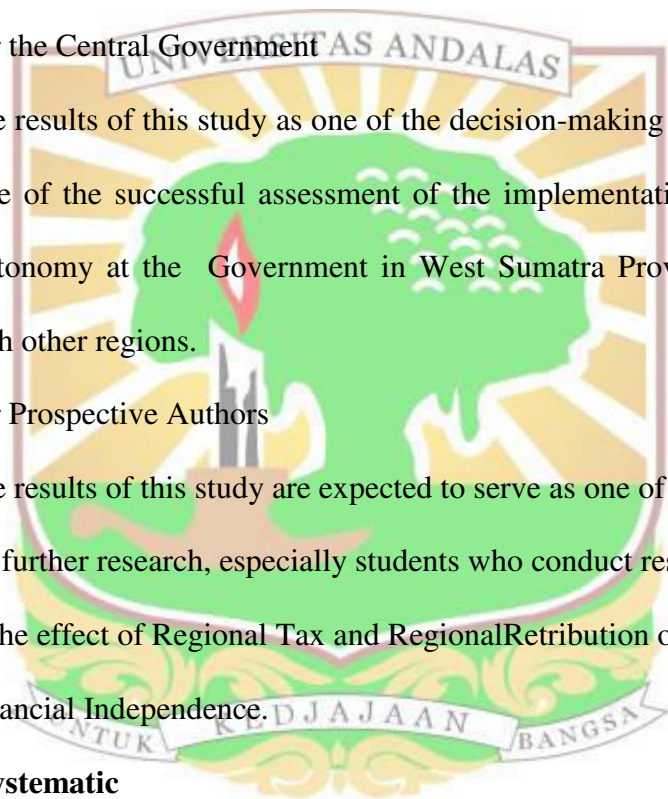 r the Central Government
UNIVERSITAS ANDALAS
e results of this study as one of the decision-making
e of the successful assessment of the implementati
tonomy at the Government in West Sumatra Prov
h other regions.
r Prospective Authors
e results of this study are expected to serve as one of
further research, especially students who conduct res
he effect of Regional Tax and RegionalRetribution o
ancial Independence.
UNTUK KEDJAJAAN BANGSA
ystematic